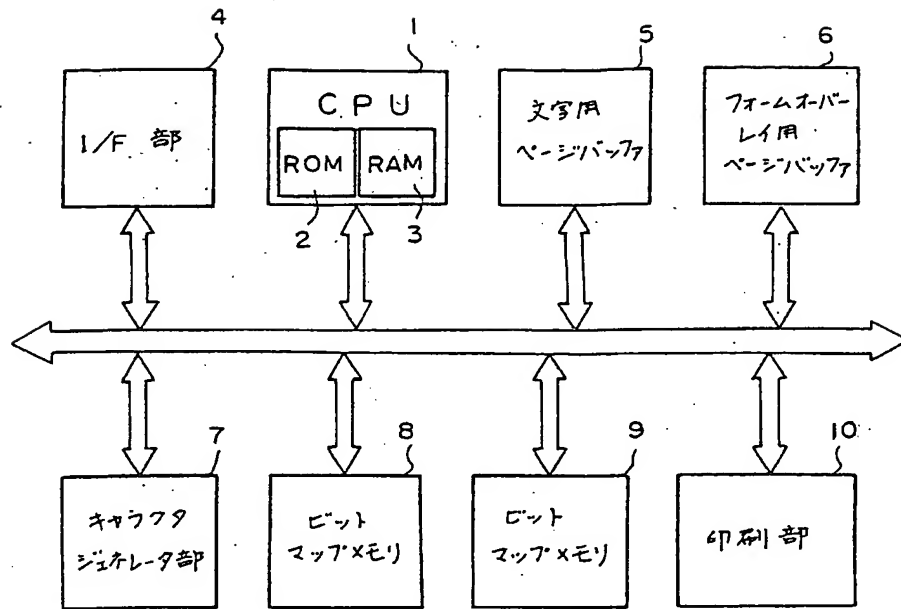 4
I/F 部
1
CPU
ROM
RAM
2
3
5
文字用
ページバッファ
6
フォームオーバー
レイ用
ページバッファ
7
キャラクタ
ジェネレータ部
8
ビット
マップメモリ
9
ビット
マップメモリ
10
印刷部